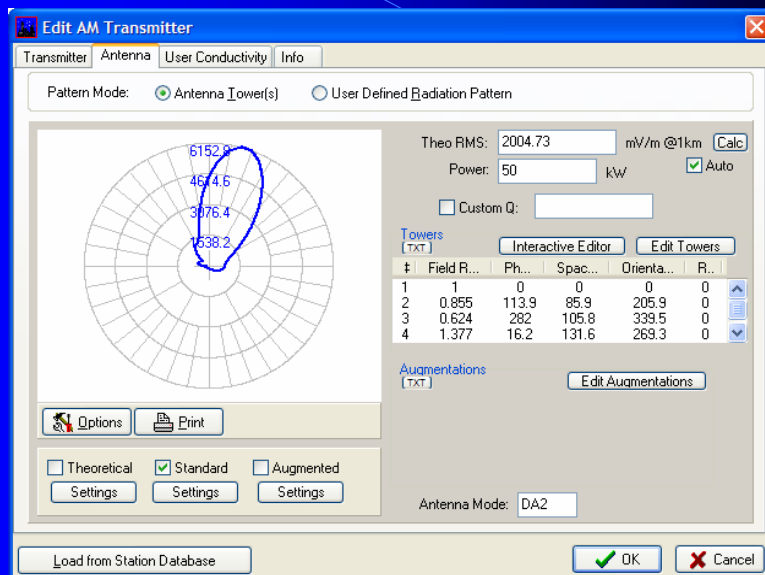 Edit AM Transmitter
Transmitter Antenna User Conductivity Info
Pattern Mode: Antenna Tower(s) User Defined Radiation Pattern
6152.8
4614.6
3076.4
1538.2
Theo RMS: 2004.73 mV/m @1km Calc
Power: 50 kW Auto
Custom Q:
Towers
[TXT] Interactive Editor Edit Towers
‡ Field R... Ph... Spac... Orienta... R..
1 1 0 0 0 0
2 0.855 113.9 85.9 205.9 0
3 0.624 282 105.8 339.5 0
4 1.377 16.2 131.6 269.3 0
Augmentations
[TXT] Edit Augmentations
Options Print
Theoretical Standard Augmented
Settings Settings Settings
Antenna Mode: DA2
Load from Station Database OK Cancel